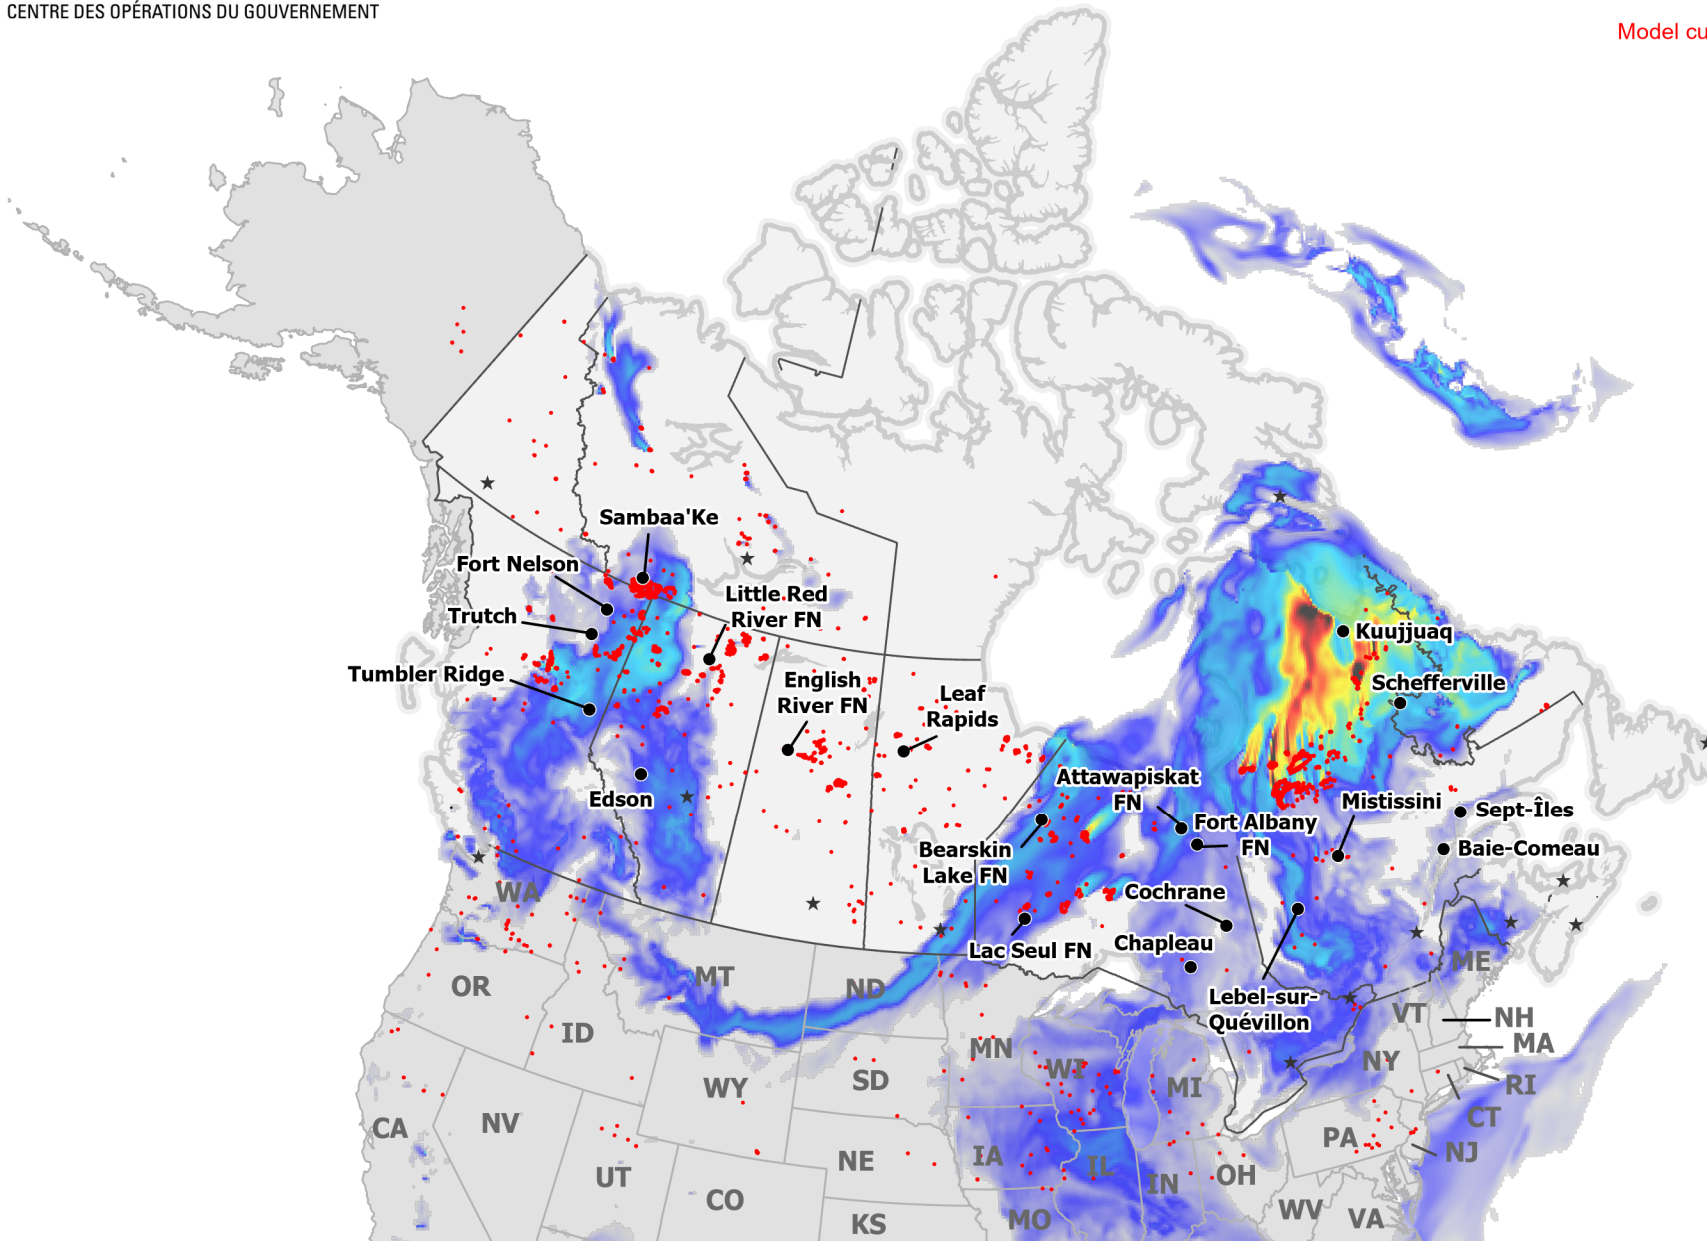 CENTRE DES OPÉRATIONS DU GOUVERNEMENT
Model cu
Sambaa'Ke
Fort Nelson
Little Red
River FN
Trutch
Kuujjuaq
Tumbler Ridge
English
River FN
Leaf
Rapids
Schefferville
Attawapiskat
FN
Mistissini
Edson
Fort Albany
FN
Sept-Îles
Bearskin
Lake FN
Baie-Comeau
Cochrane
WA
Chapleau
Lac Seul FN
ME
MT
ND
OR
Lebel-sur-
Quévillon
VT
NH
ID
MN
MA
WI
NY
WY
SD
MI
RI
CA
NV
CT
PA
NJ
IA
IL
NE
OH
UT
IN
CO
MO
WV
VA
KS